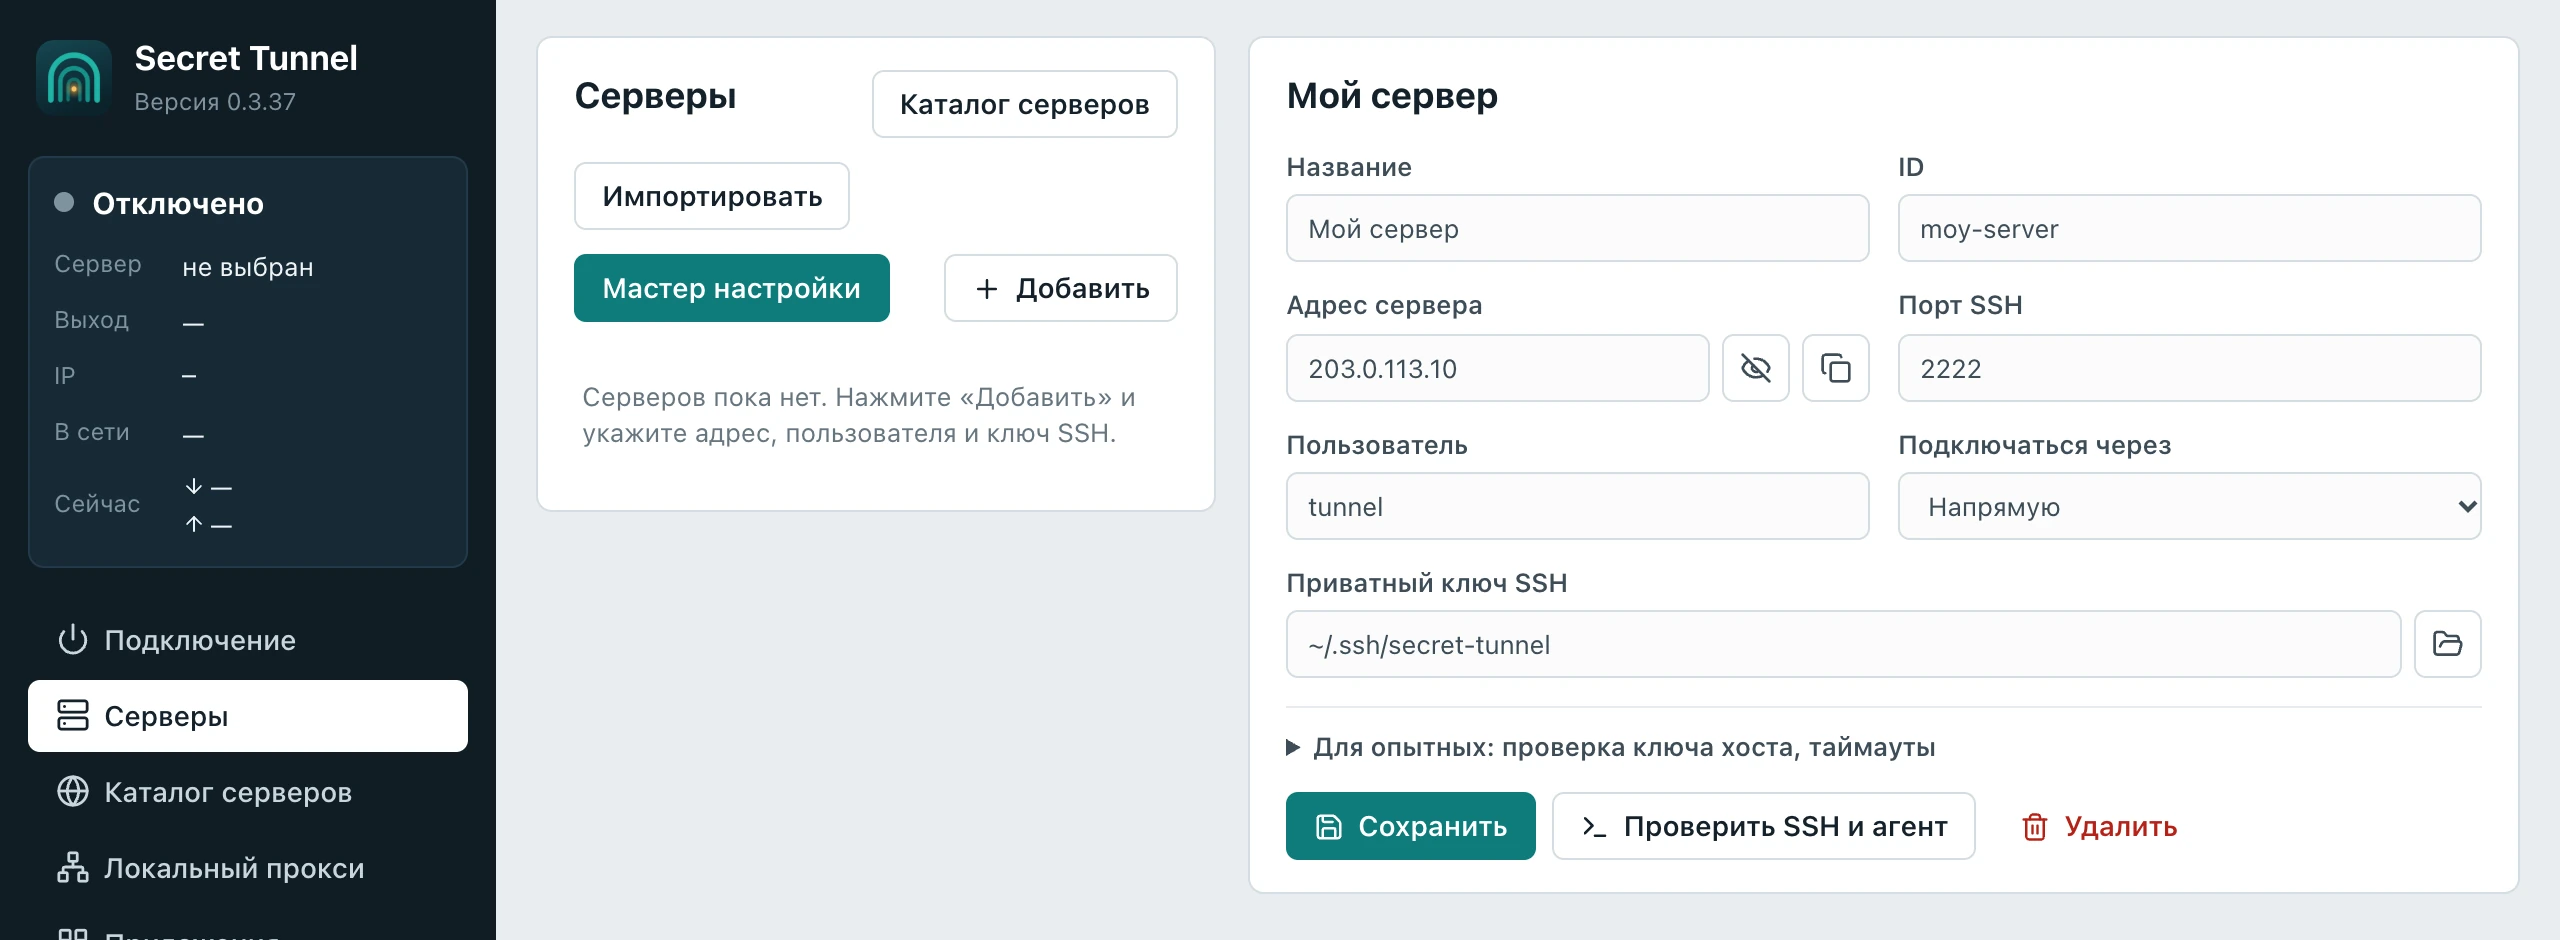 Secret Tunnel
Версия 0.3.37
Отключено
Сервер не выбран
Выход —
IP –
В сети —
Сейчас ↓ —
↑ —
Подключение
Серверы
Каталог серверов
Локальный прокси
Серверы
Каталог серверов
Импортировать
Мастер настройки
+ Добавить
Серверов пока нет. Нажмите «Добавить» и
укажите адрес, пользователя и ключ SSH.
Мой сервер
Название
Мой сервер
ID
moy-server
Адрес сервера
203.0.113.10
Порт SSH
2222
Пользователь
tunnel
Подключаться через
Напрямую
Приватный ключ SSH
~/.ssh/secret-tunnel
Для опытных: проверка ключа хоста, таймауты
Сохранить
Проверить SSH и агент
Удалить